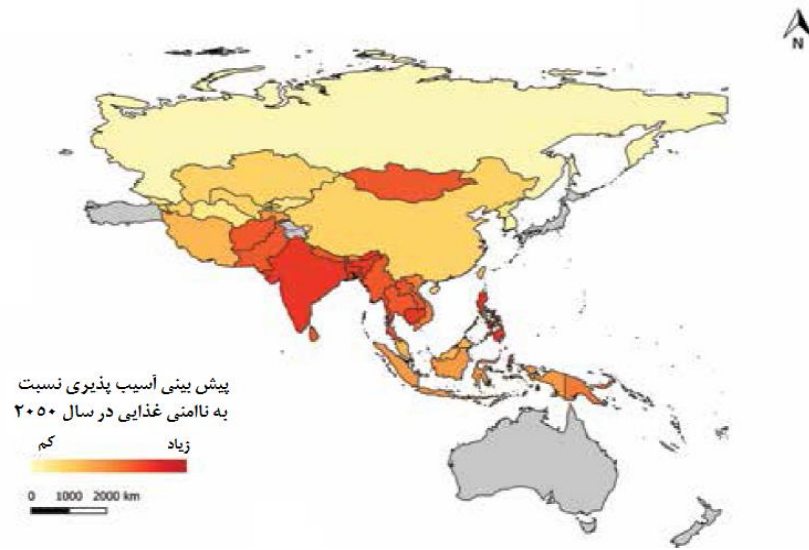 N
پیش بینی آسیب پذیری نسبت
به ناامنی غذایی در سال ۲۰۵۰
کم زیاد
0 1000 2000 km